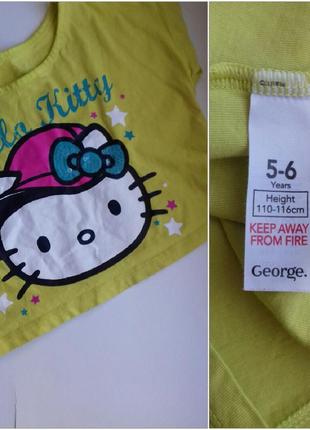 Kitty
5-6
Years
Height
110-116cm
KEEP AWAY
FROM FIRE
George.